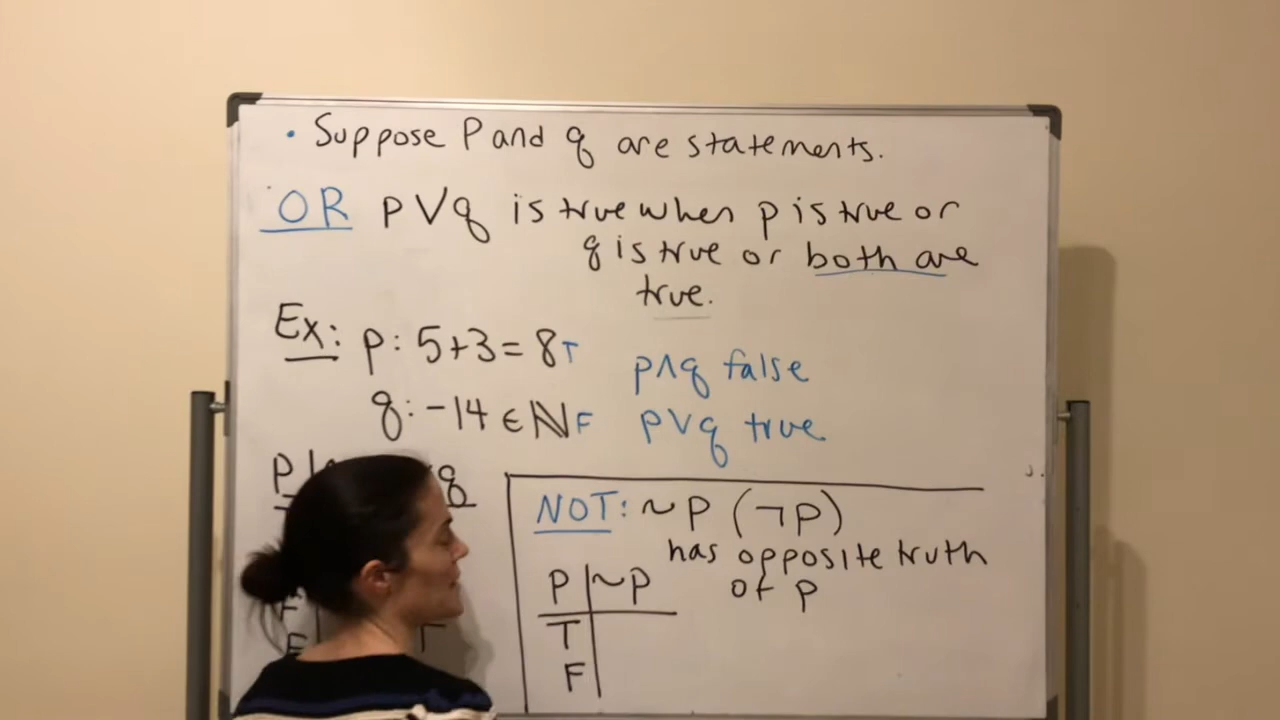 • Suppose P and q are statements.
OR p∨q is true when p is true or
q is true or both are
true.
Ex: p: 5+3=8 T
p∧q false
q: -14 ∈ ℕ F
p∨q true
P q
NOT: ~P (¬P)
has opposite truth
of p
P ~P
T
F
F T
F